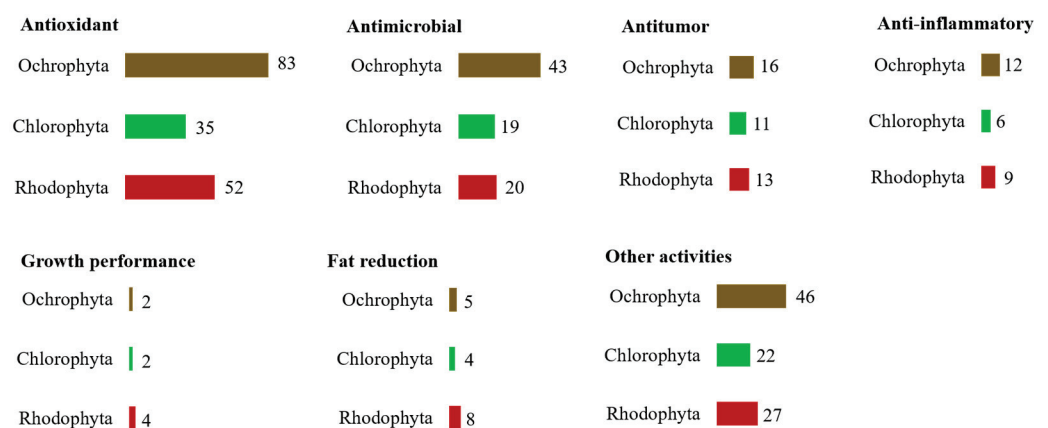 Antioxidant
Ochrophyta 83
Chlorophyta 35
Rhodophyta 52
Antimicrobial
Ochrophyta 43
Chlorophyta 19
Rhodophyta 20
Antitumor
Ochrophyta 16
Chlorophyta 11
Rhodophyta 13
Anti-inflammatory
Ochrophyta 12
Chlorophyta 6
Rhodophyta 9
Growth performance
Ochrophyta 2
Chlorophyta 2
Rhodophyta 4
Fat reduction
Ochrophyta 5
Chlorophyta 4
Rhodophyta 8
Other activities
Ochrophyta 46
Chlorophyta 22
Rhodophyta 27